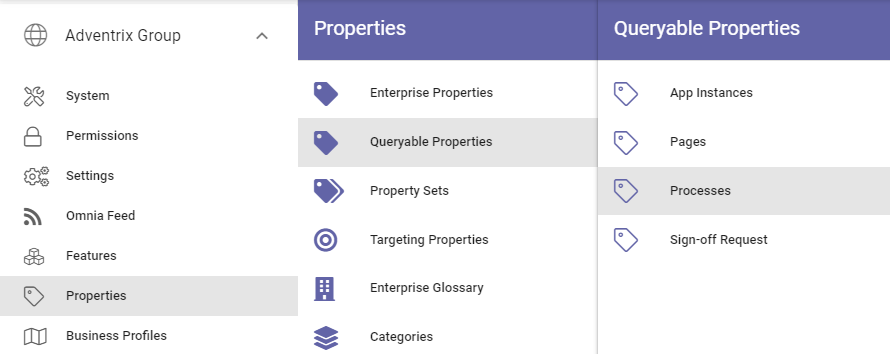 Adventrix Group
System
Permissions
Settings
Omnia Feed
Features
Properties
Business Profiles
Properties
Enterprise Properties
Queryable Properties
Property Sets
Targeting Properties
Enterprise Glossary
Categories
Queryable Properties
App Instances
Pages
Processes
Sign-off Request